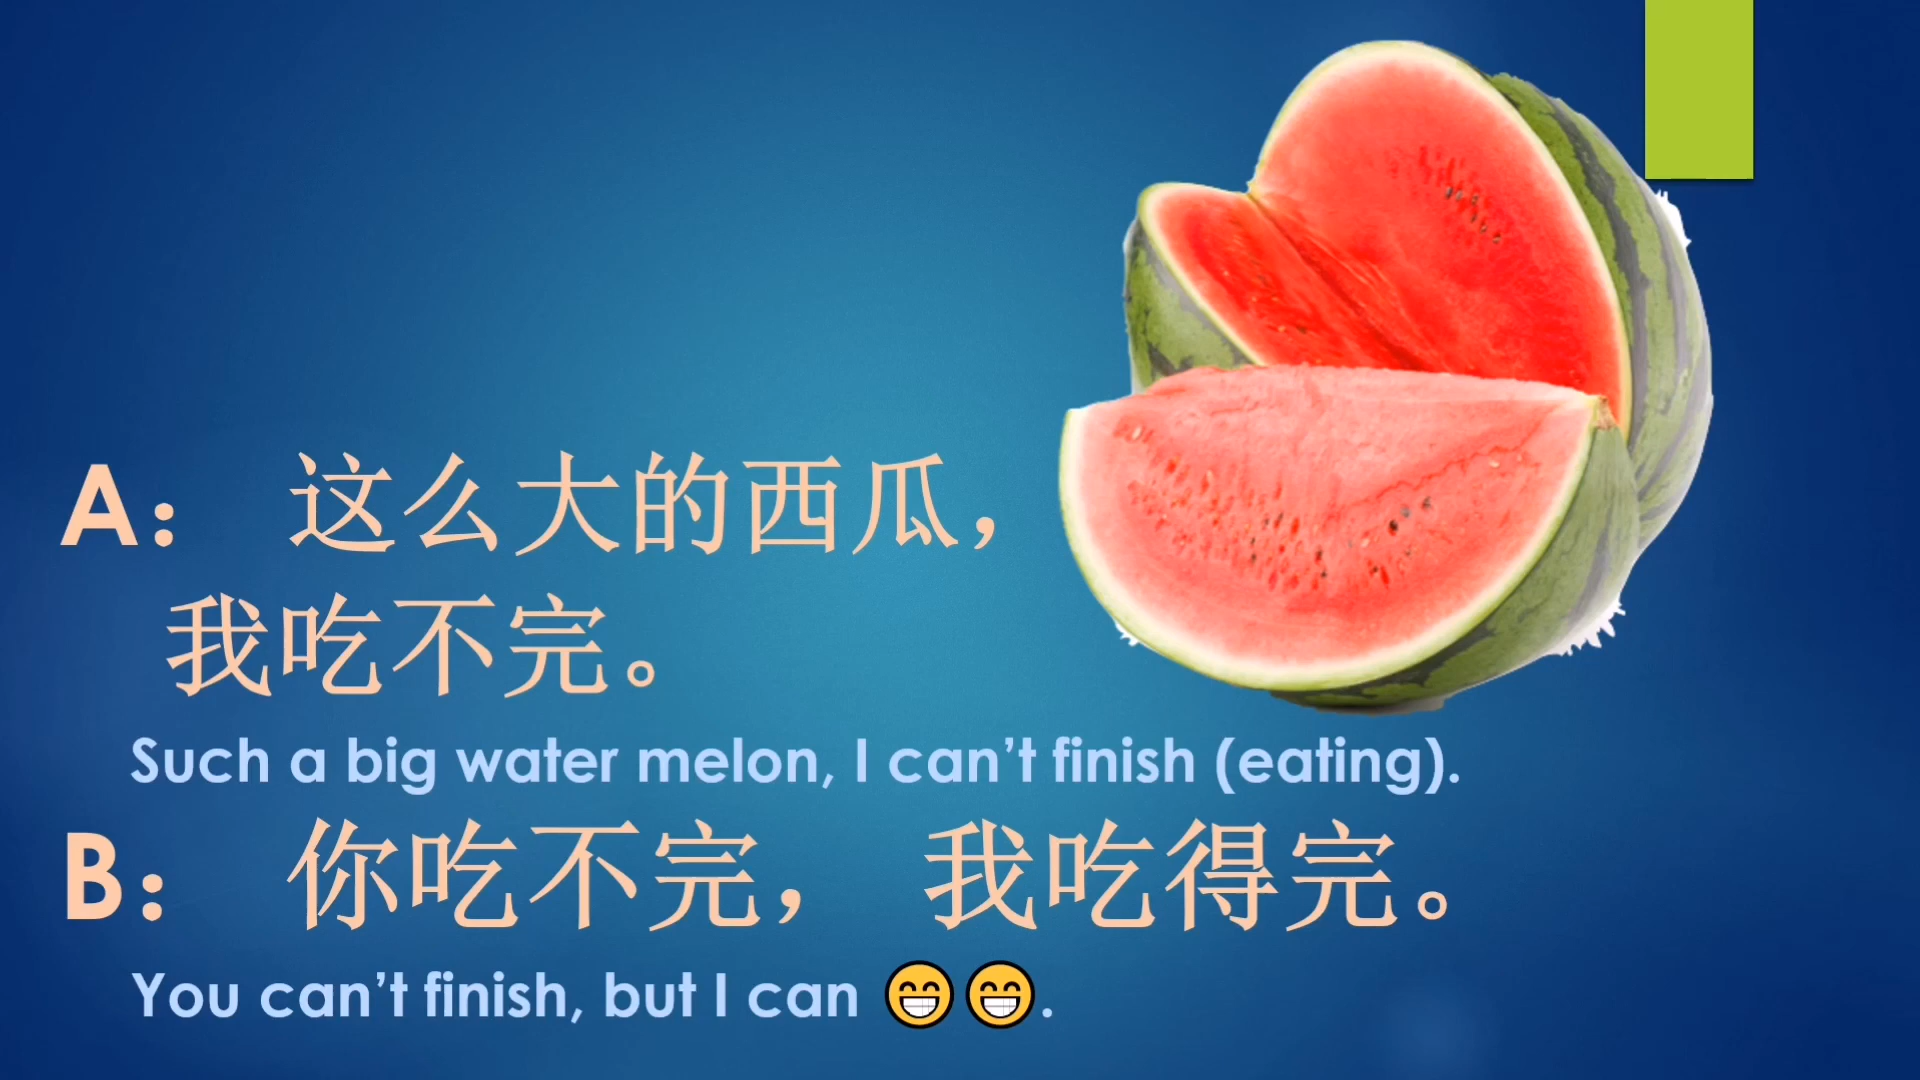 A： 这么大的西瓜，
我吃不完。
Such a big water melon, I can’t finish (eating).
B： 你吃不完， 我吃得完。
You can’t finish, but I can 😁😁.